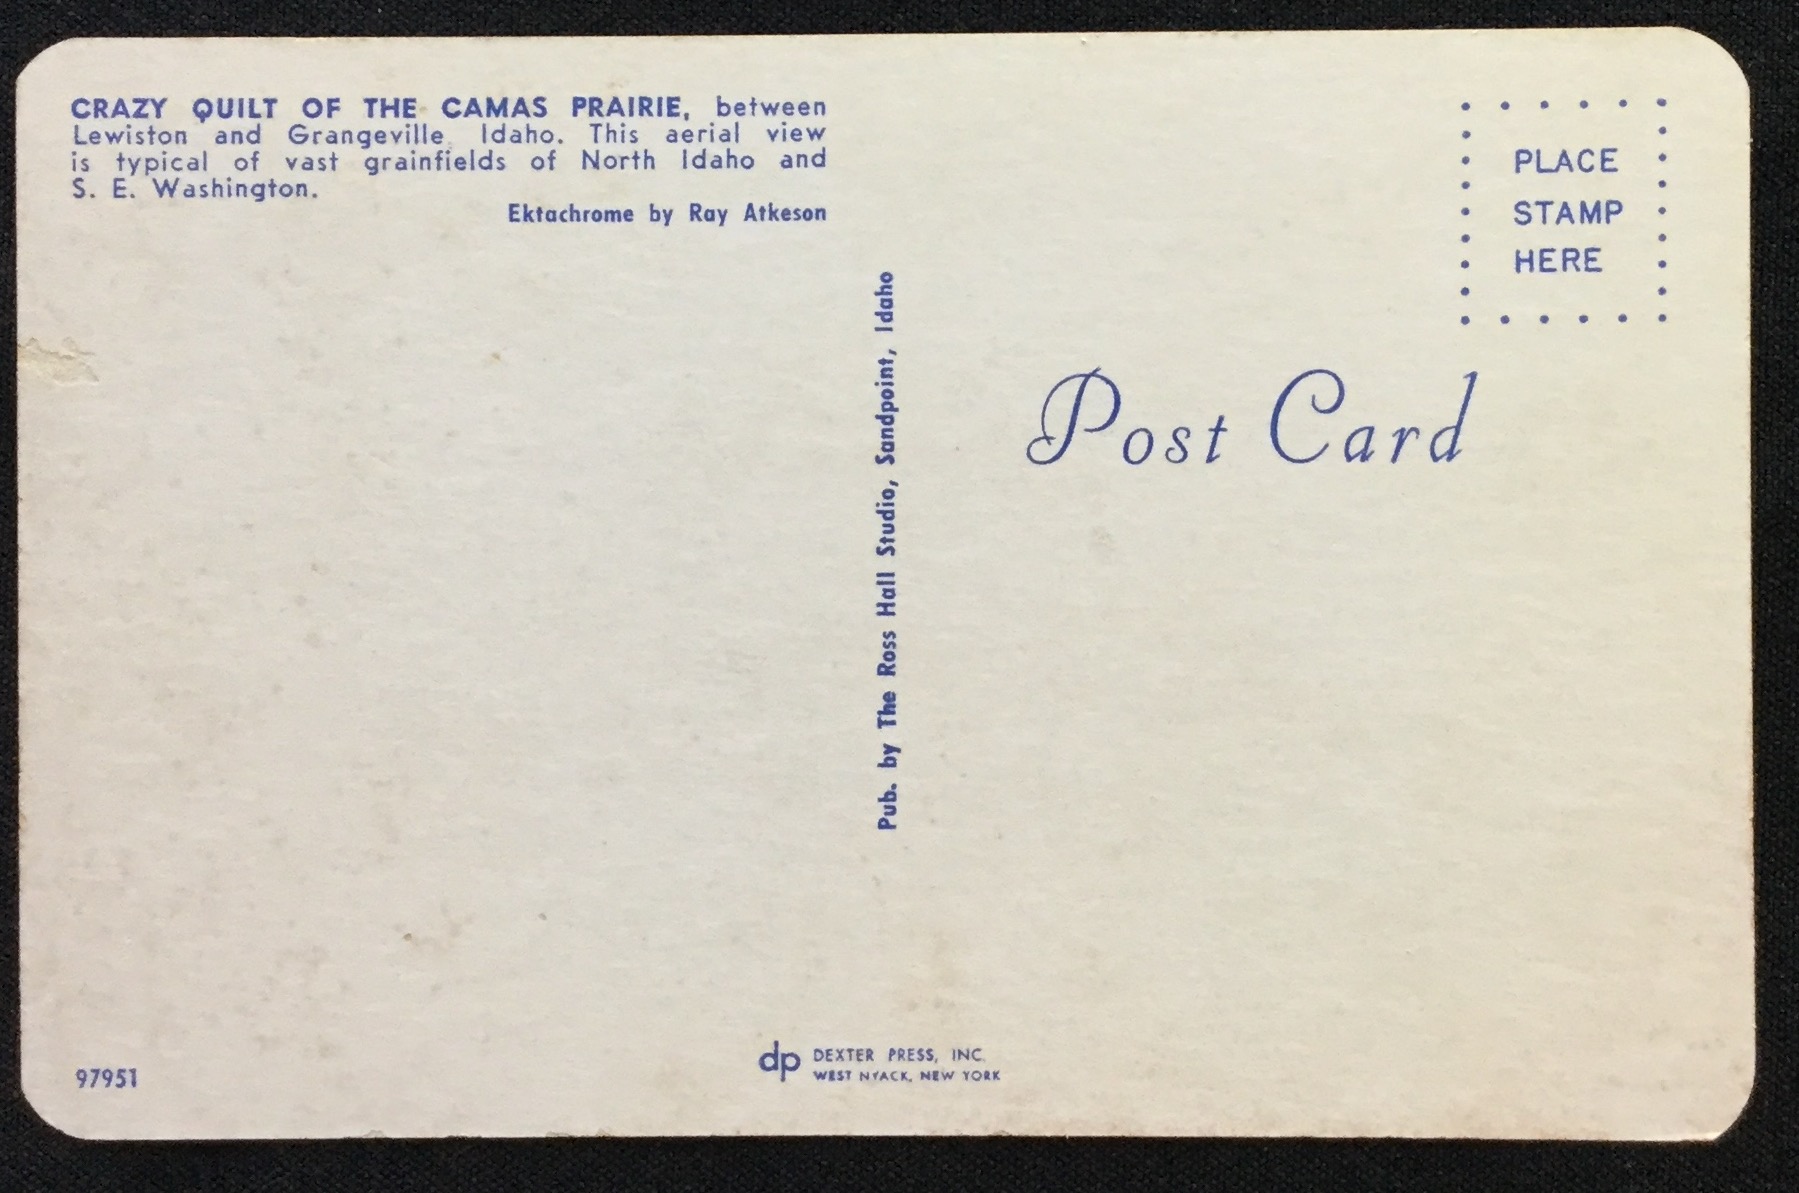 CRAZY QUILT OF THE CAMAS PRAIRIE, between
Lewiston and Grangeville, Idaho. This aerial view
is typical of vast grainfields of North Idaho and
S. E. Washington.
Ektachrome by Ray Atkeson
PLACE
STAMP
HERE
Pub. by The Ross Hall Studio, Sandpoint, Idaho
Post Card
97951
dp
DEXTER PRESS, INC.
WEST NYACK, NEW YORK